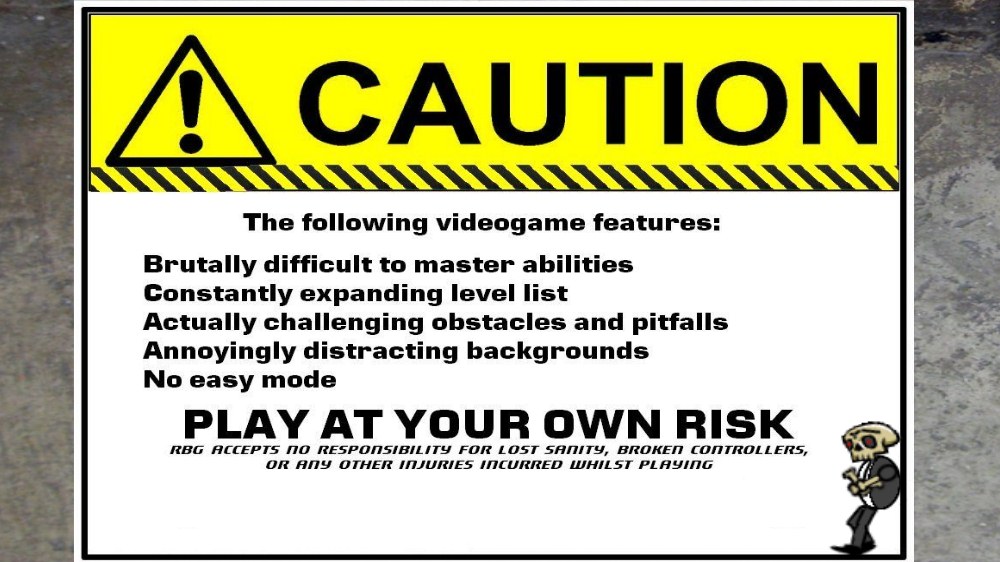 CAUTION
The following videogame features:
Brutally difficult to master abilities
Constantly expanding level list
Actually challenging obstacles and pitfalls
Annoyingly distracting backgrounds
No easy mode
PLAY AT YOUR OWN RISK
RBG ACCEPTS NO RESPONSIBILITY FOR LOST SANITY, BROKEN CONTROLLERS,
OR ANY OTHER INJURIES INCURRED WHILST PLAYING